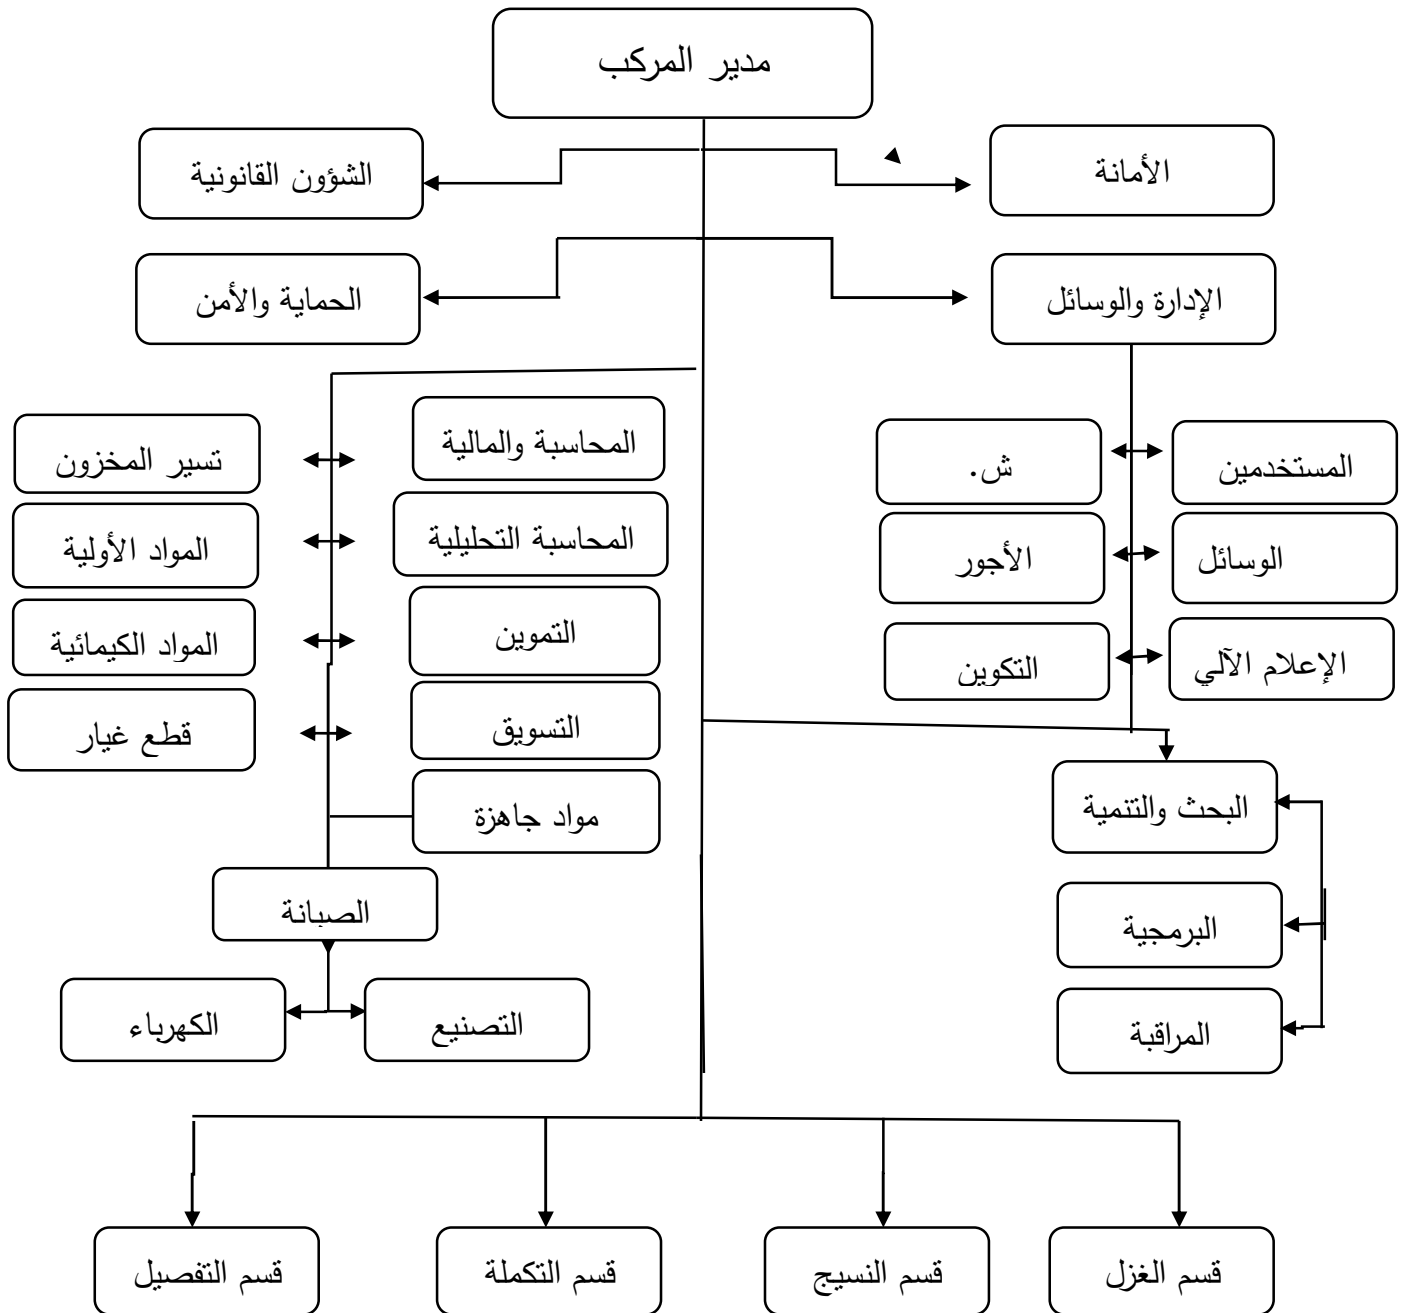 مدير المركب
الأمانة
الشؤون القانونية
الإدارة والوسائل
الحماية والأمن
المستخدمين
ش.
المحاسبة والمالية
تسير المخزون
الوسائل
الأجور
المحاسبة التحليلية
المواد الأولية
الإعلام الآلي
التكوين
التموين
المواد الكيمائية
التسويق
قطع غيار
البحث والتنمية
مواد جاهزة
البرمجية
الصيانة
المراقبة
التصنيع
الكهرباء
قسم الغزل
قسم النسيج
قسم التكملة
قسم التفصيل